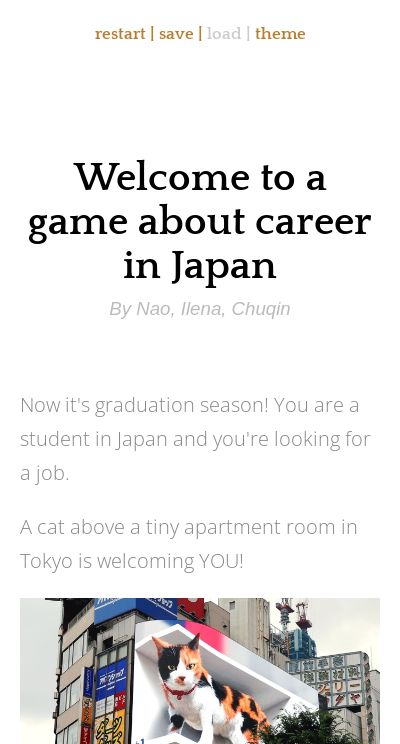 restart | save | load | theme
Welcome to a
game about career
in Japan
By Nao, Ilena, Chuqin
Now it's graduation season! You are a
student in Japan and you're looking for
a job.
A cat above a tiny apartment room in
Tokyo is welcoming YOU!